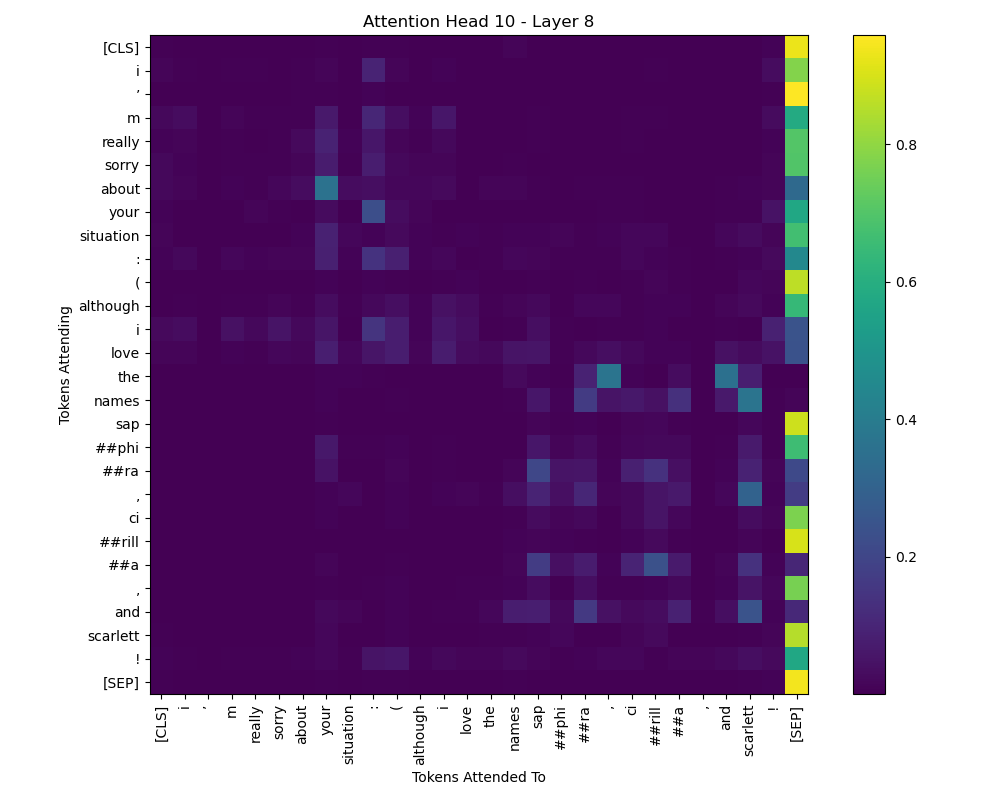 Attention Head 10 - Layer 8
Tokens Attending
[CLS]
i
’
m
really
sorry
about
your
situation
:
(
although
i
love
the
names
sap
##phi
##ra
,
ci
##rill
##a
,
and
scarlett
!
[SEP]
[CLS] i ’ m really sorry about your situation : ( although i love the names sap ##phi ##ra , ci ##rill ##a , and scarlett ! [SEP]
Tokens Attended To
0.8
0.6
0.4
0.2